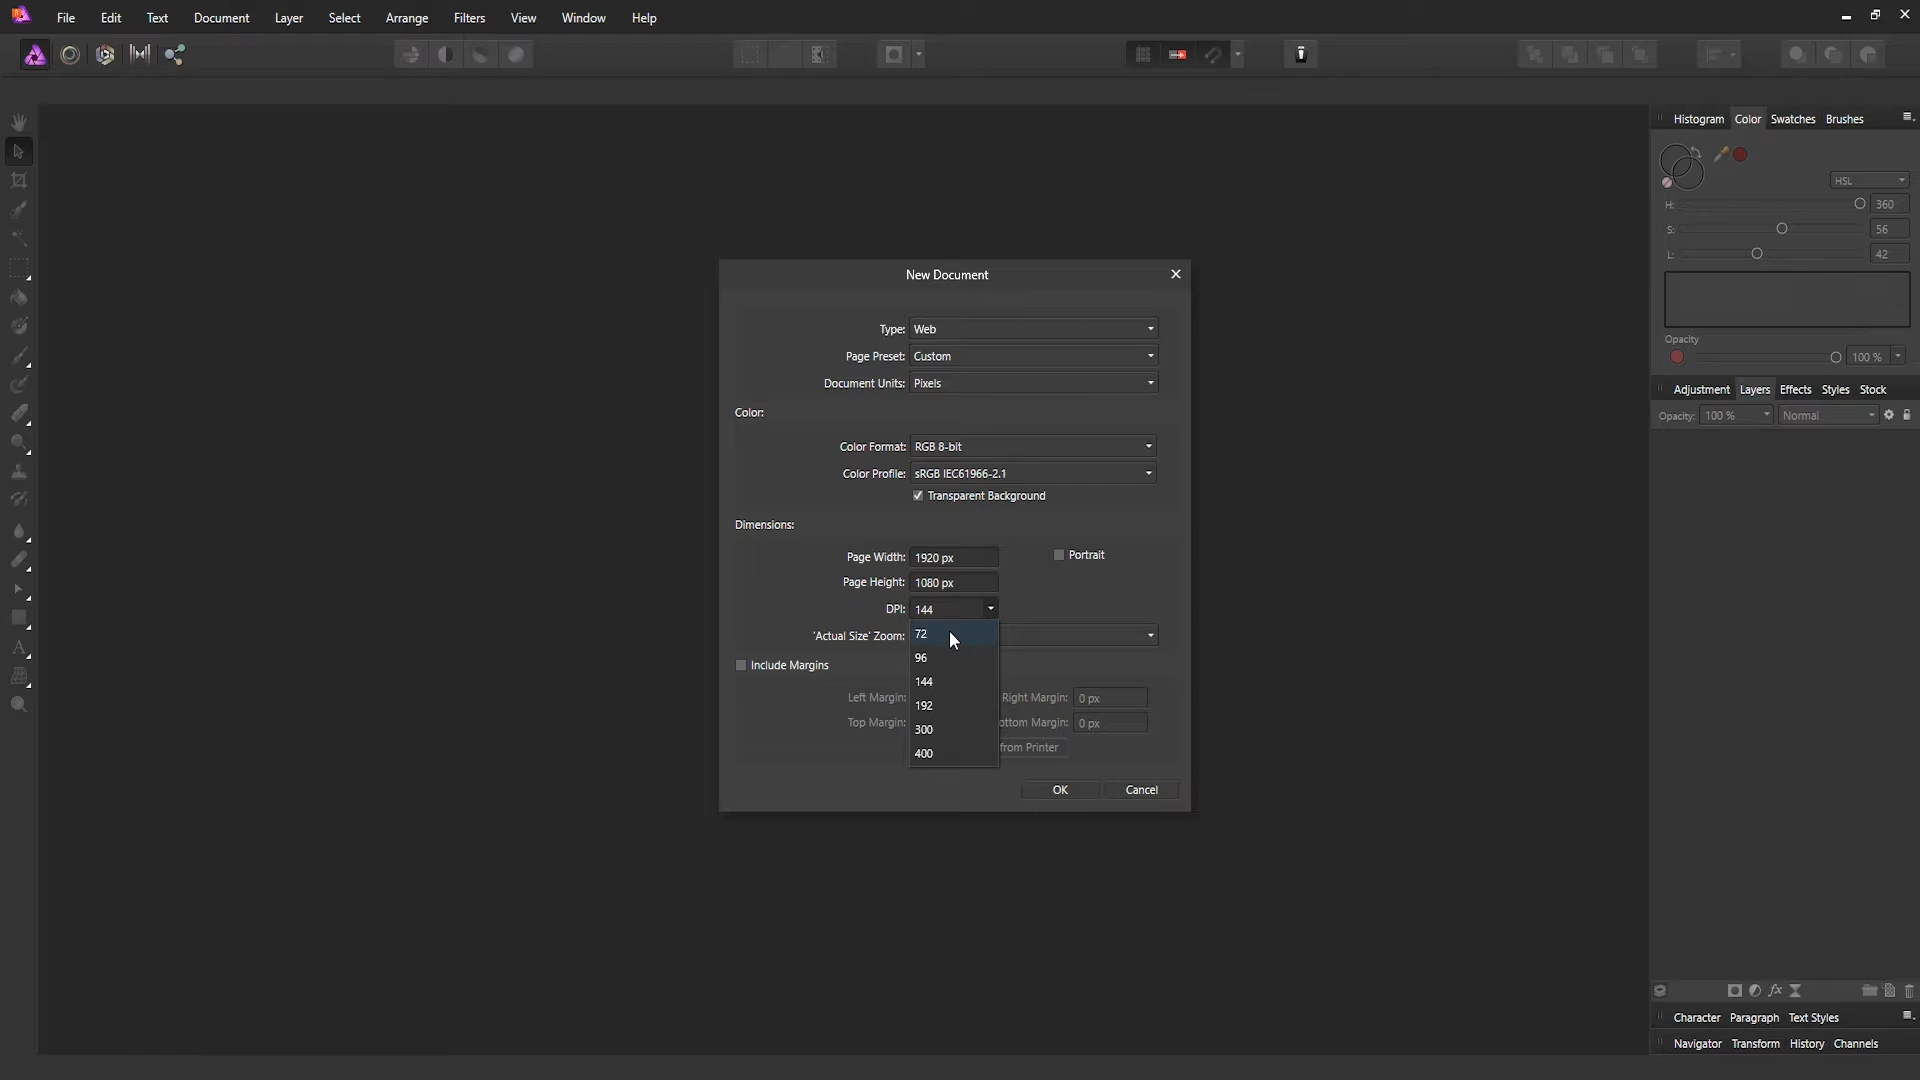 File Edit Text Document Layer Select Arrange Filters View Window Help
Histogram Color Swatches Brushes
HSL
H: 360
S: 56
L: 42
Opacity
100 %
Adjustment Layers Effects Styles Stock
Opacity: 100 % Normal
New Document
Type: Web
Page Preset: Custom
Document Units: Pixels
Color:
Color Format: RGB 8-bit
Color Profile: sRGB IEC61966-2.1
Transparent Background
Dimensions:
Page Width: 1920 px Portrait
Page Height: 1080 px
DPI: 144
'Actual Size' Zoom: 72
96
Include Margins
144
Left Margin: 192 Right Margin: 0 px
Top Margin: 300 ottom Margin: 0 px
400 from Printer
OK Cancel
Character Paragraph Text Styles
Navigator Transform History Channels